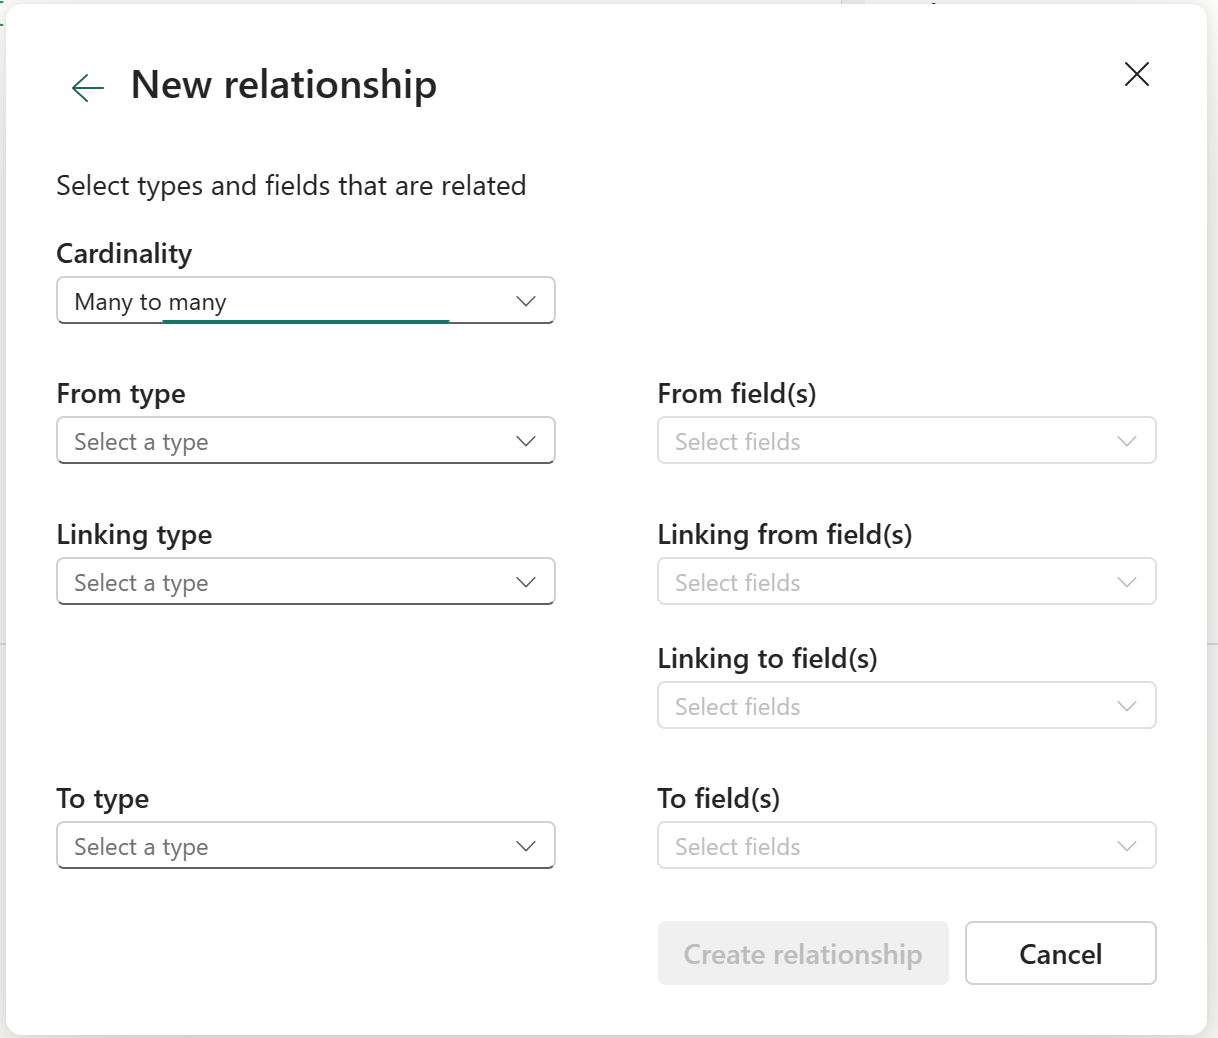 New relationship
Select types and fields that are related
Cardinality
Many to many
From type
From field(s)
Select a type
Select fields
Linking type
Linking from field(s)
Select a type
Select fields
Linking to field(s)
Select fields
To type
To field(s)
Select a type
Select fields
Create relationship
Cancel